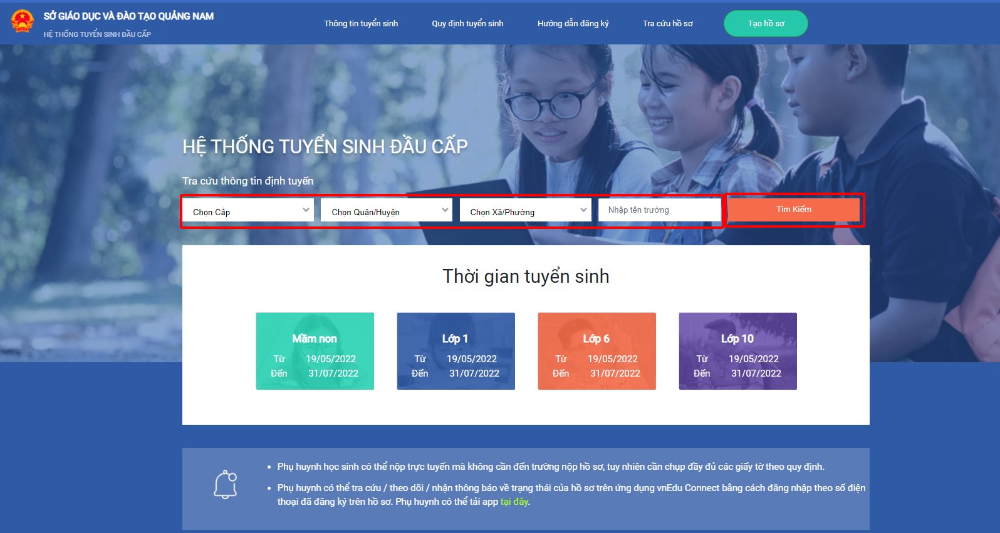 SỞ GIÁO DỤC VÀ ĐÀO TẠO QUẢNG NAM
HỆ THỐNG TUYỂN SINH ĐẦU CẤP
Thông tin tuyển sinh
Quy định tuyển sinh
Hướng dẫn đăng ký
Tra cứu hồ sơ
Tạo hồ sơ
HỆ THỐNG TUYỂN SINH ĐẦU CẤP
Tra cứu thông tin định tuyến
Chọn Cấp
Chọn Quận/Huyện
Chọn Xã/Phường
Nhập tên trường
Tìm Kiếm
Thời gian tuyển sinh
Mầm non
Từ 19/05/2022
Đến 31/07/2022
Lớp 1
Từ 19/05/2022
Đến 31/07/2022
Lớp 6
Từ 19/05/2022
Đến 31/07/2022
Lớp 10
Từ 19/05/2022
Đến 31/07/2022
• Phụ huynh học sinh có thể nộp trực tuyến mà không cần đến trường nộp hồ sơ, tuy nhiên cần chụp đầy đủ các giấy tờ theo quy định.
• Phụ huynh có thể tra cứu / theo dõi / nhận thông báo về trạng thái của hồ sơ trên ứng dụng vnEdu Connect bằng cách đăng nhập theo số điện
thoại đã đăng ký trên hồ sơ. Phụ huynh có thể tải app tại đây.